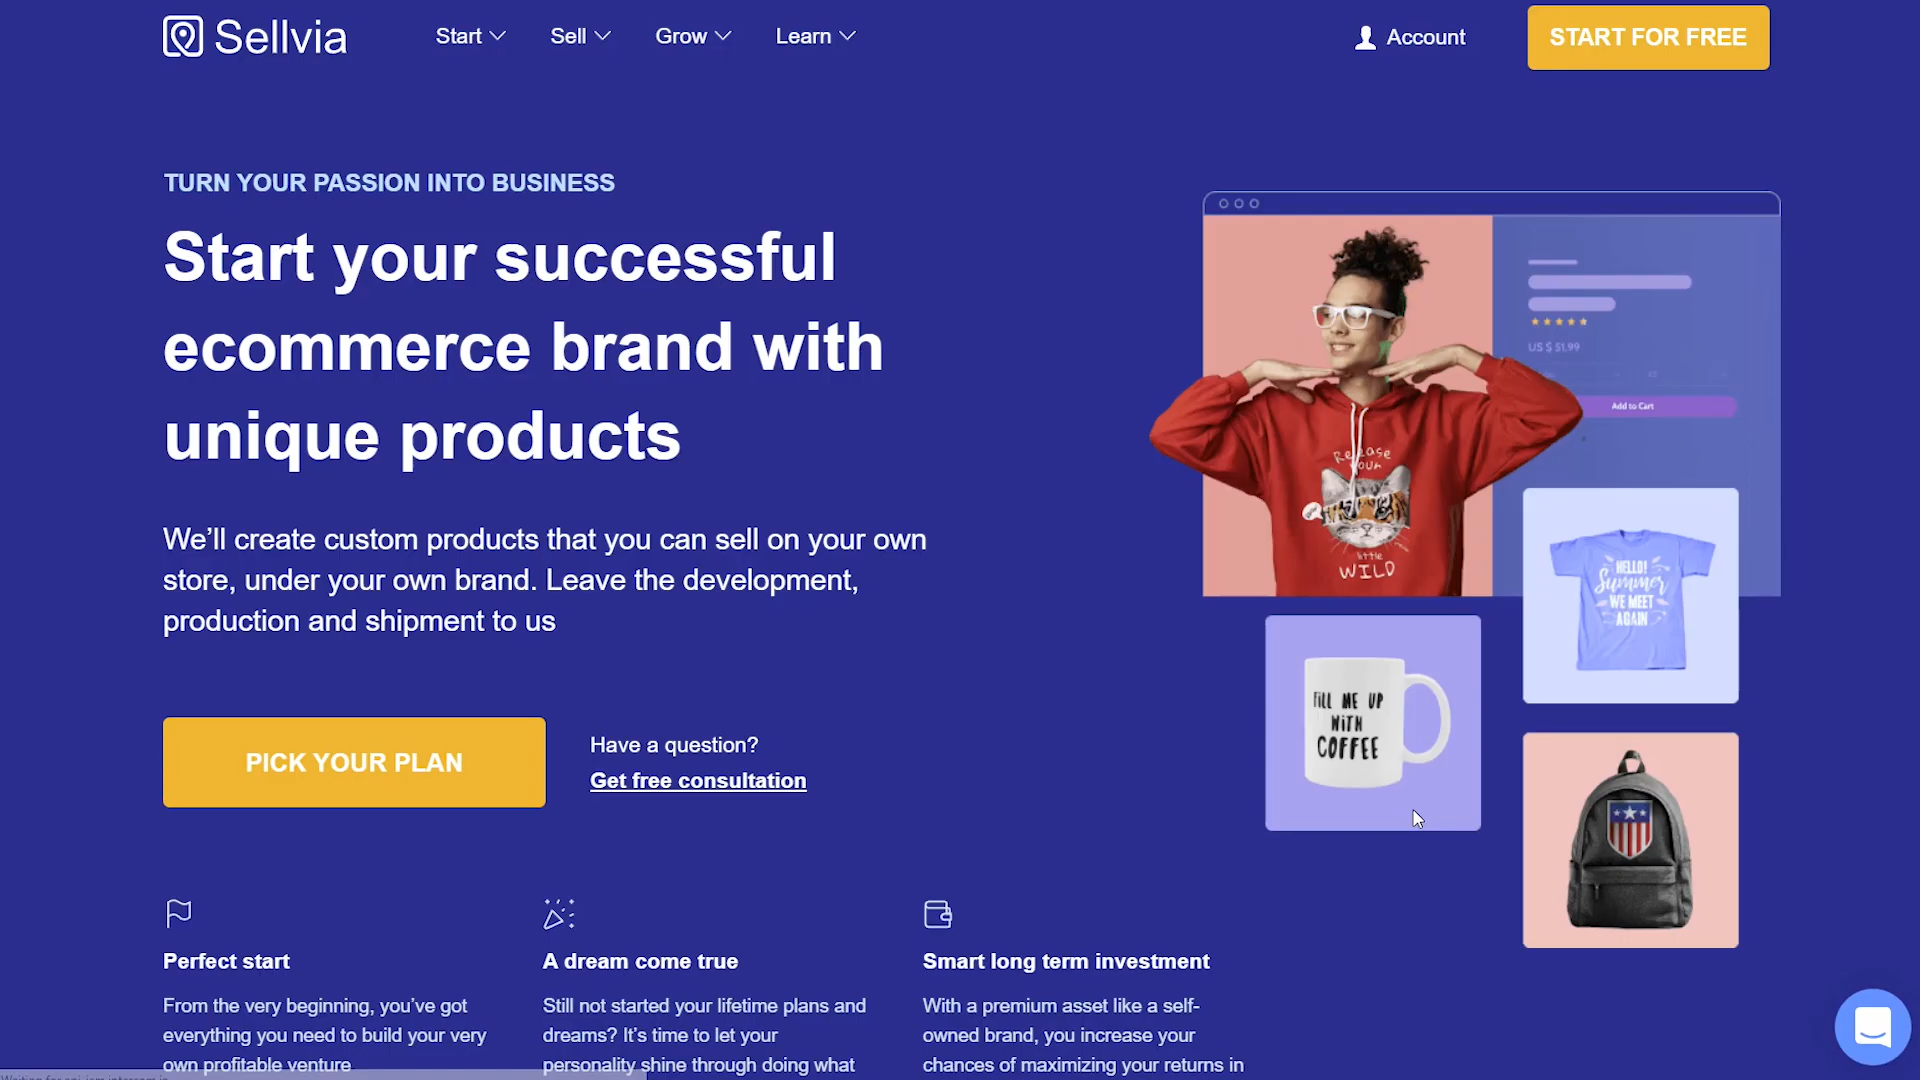 Sellvia
Start
Sell
Grow
Learn
Account
START FOR FREE
TURN YOUR PASSION INTO BUSINESS
Start your successful
ecommerce brand with
unique products
We’ll create custom products that you can sell on your own
store, under your own brand. Leave the development,
production and shipment to us
PICK YOUR PLAN
Have a question?
Get free consultation
US $ 51.99
Add to Cart
Release
your
little
WILD
HELLO!
Summer
WE MEET
AGAIN
FILL ME UP
WITH
COFFEE
Perfect start
From the very beginning, you’ve got
everything you need to build your very
own profitable venture
A dream come true
Still not started your lifetime plans and
dreams? It’s time to let your
personality shine through doing what
Smart long term investment
With a premium asset like a self-
owned brand, you increase your
chances of maximizing your returns in